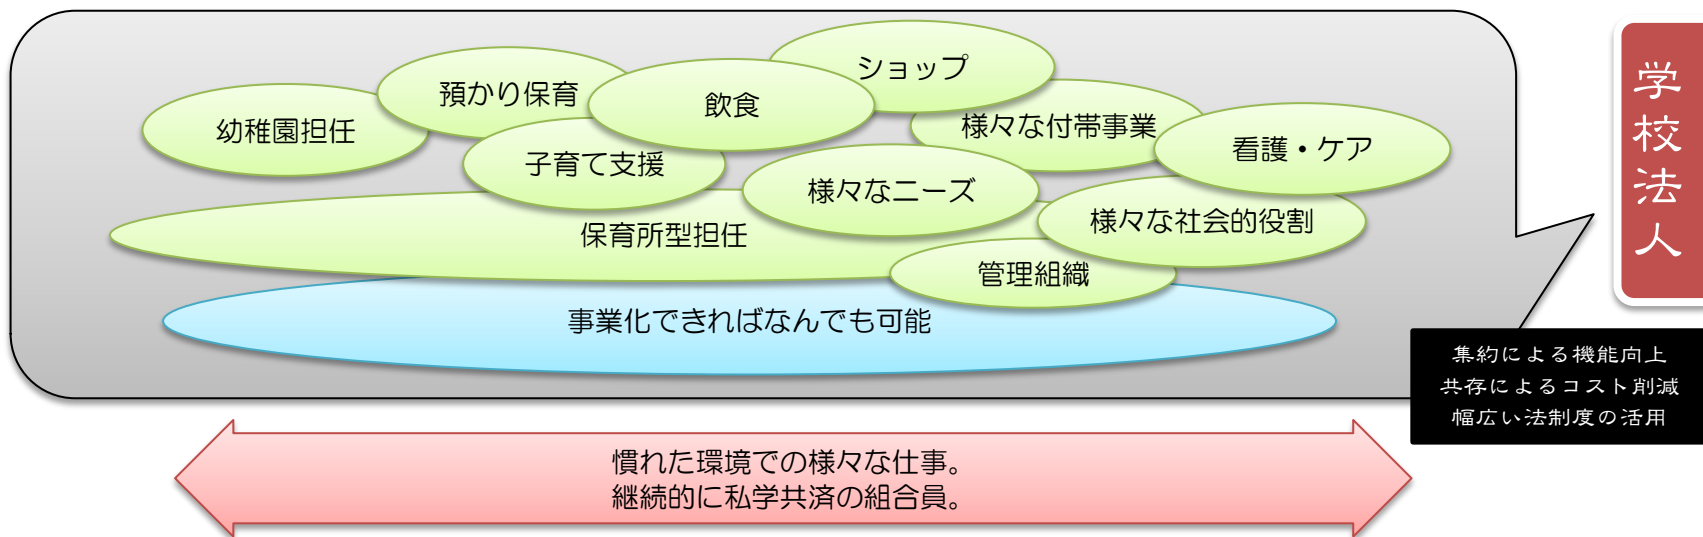 ショップ
預かり保育
飲食
幼稚園担任
様々な付帯事業
看護・ケア
子育て支援
様々なニーズ
保育所型担任
様々な社会的役割
管理組織
事業化できればなんでも可能
学校法人
集約による機能向上
共存によるコスト削減
幅広い法制度の活用
慣れた環境での様々な仕事。
継続的に私学共済の組合員。